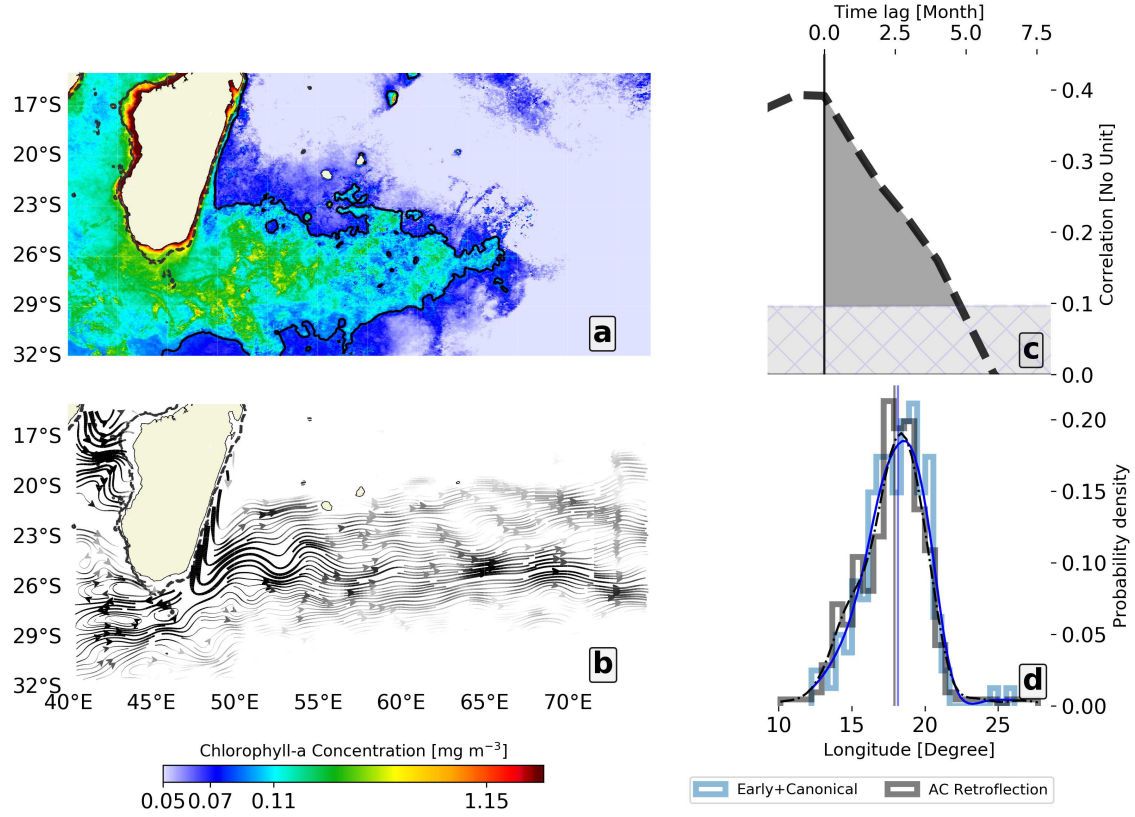 17°S
20°S
23°S
26°S
29°S
32°S
a
17°S
20°S
23°S
26°S
29°S
32°S
40°E 45°E 50°E 55°E 60°E 65°E 70°E
b
Chlorophyll-a Concentration [mg m⁻³]
0.05 0.07 0.11 1.15
Time lag [Month]
0.0 2.5 5.0 7.5
0.4
0.3
0.2
0.1
0.0
Correlation [No Unit]
c
0.20
0.15
0.10
0.05
0.00
Probability density
d
10 15 20 25
Longitude [Degree]
Early+Canonical AC Retroflection